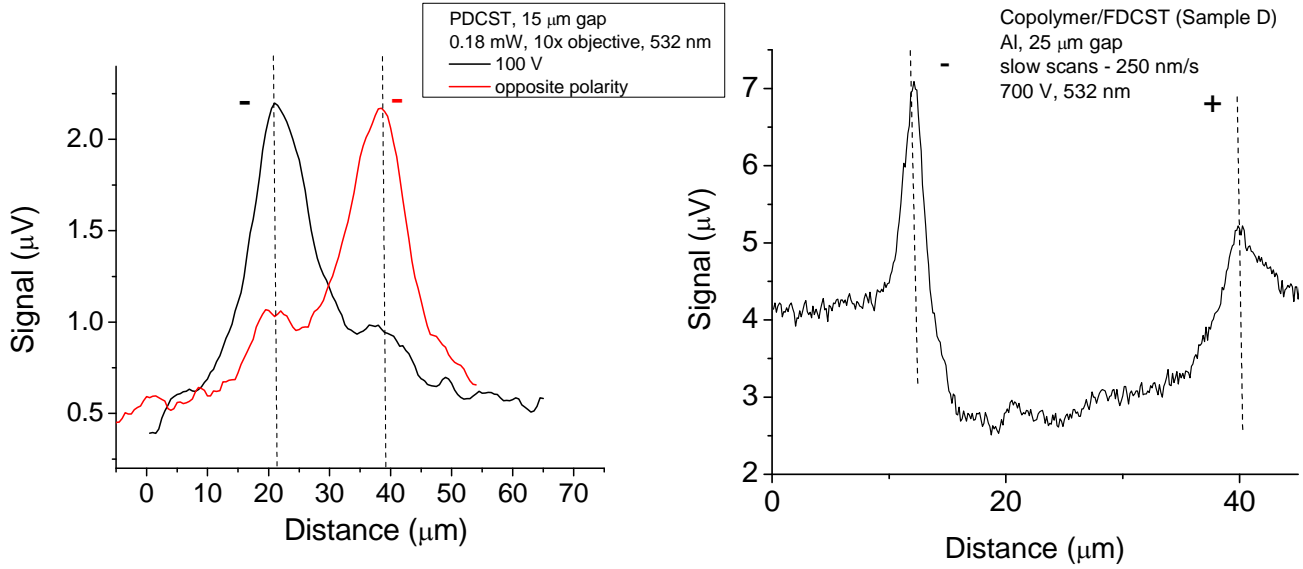 PDCST, 15 μm gap
0.18 mW, 10x objective, 532 nm
100 V
opposite polarity
-
-
2.0
1.5
1.0
0.5
Signal (μV)
0 10 20 30 40 50 60 70
Distance (μm)
Copolymer/FDCST (Sample D)
Al, 25 μm gap
slow scans - 250 nm/s
700 V, 532 nm
-
+
7
6
5
4
3
2
Signal (μV)
0 20 40
Distance (μm)